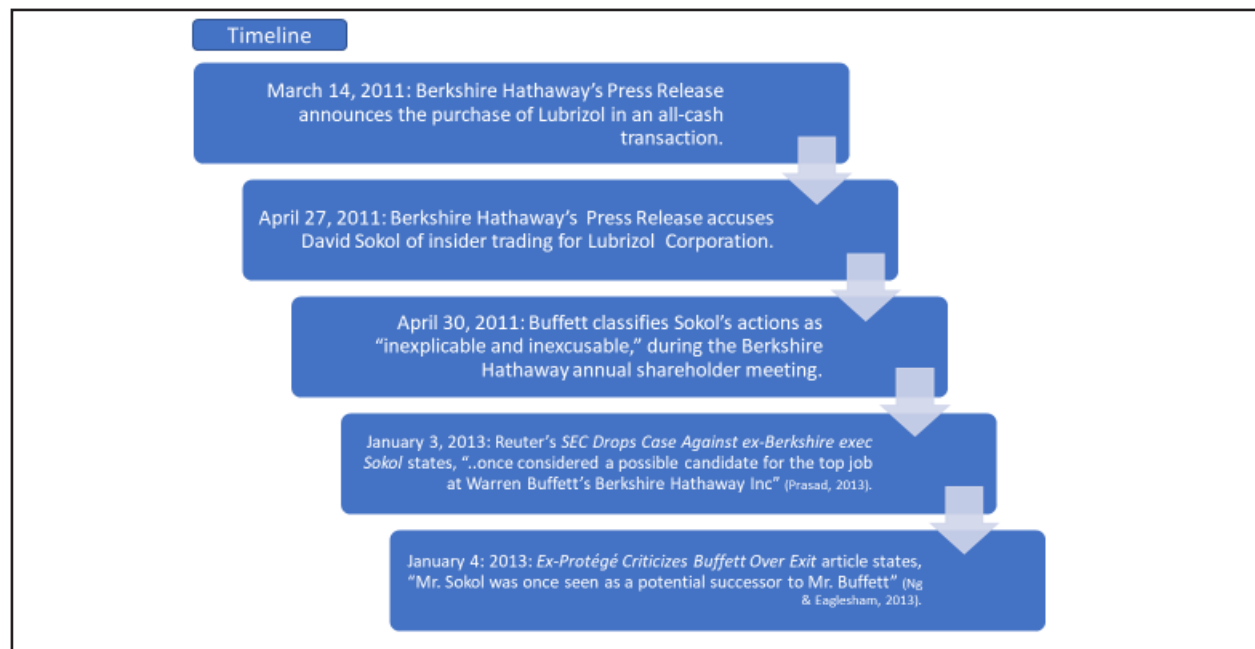 Timeline
March 14, 2011: Berkshire Hathaway's Press Release
announces the purchase of Lubrizol in an all-cash
transaction.
April 27, 2011: Berkshire Hathaway's Press Release accuses
David Sokol of insider trading for Lubrizol Corporation.
April 30, 2011: Buffett classifies Sokol's actions as
"inexplicable and inexcusable," during the Berkshire
Hathaway annual shareholder meeting.
January 3, 2013: Reuter's SEC Drops Case Against ex-Berkshire exec
Sokol states, "..once considered a possible candidate for the top job
at Warren Buffett's Berkshire Hathaway Inc" (Prasad, 2013).
January 4: 2013: Ex-Protégé Criticizes Buffett Over Exit article states,
"Mr. Sokol was once seen as a potential successor to Mr. Buffett" (Ng
& Eaglesham, 2013).